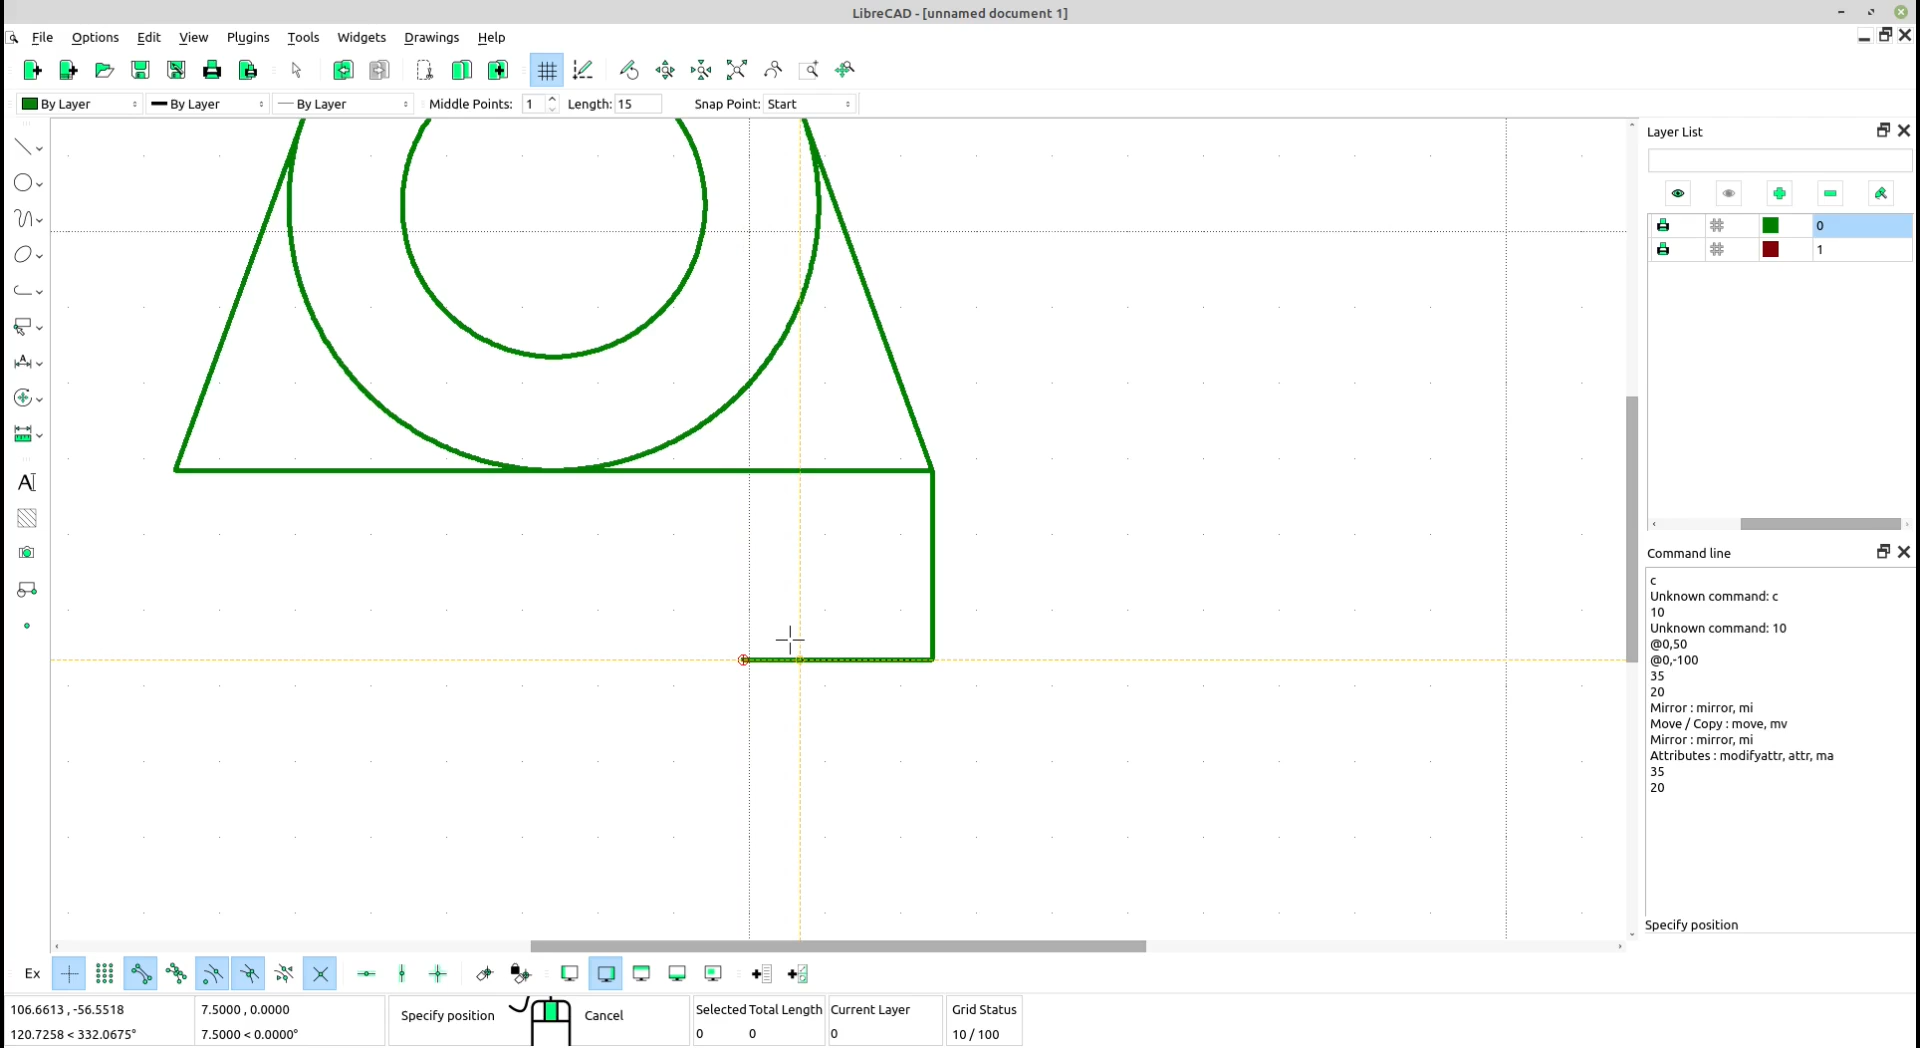 LibreCAD - [unnamed document 1]
File Options Edit View Plugins Tools Widgets Drawings Help
By Layer By Layer By Layer Middle Points: 1 Length: 15 Snap Point: Start
Layer List
0
1
Command line
c
Unknown command: c
10
Unknown command: 10
@0,50
@0,-100
35
20
Mirror : mirror, mi
Move / Copy : move, mv
Mirror : mirror, mi
Attributes : modifyattr, attr, ma
35
20
Specify position
Ex
106.6613 , -56.5518
120.7258 < 332.0675°
7.5000 , 0.0000
7.5000 < 0.0000°
Specify position
Cancel
Selected Total Length
0 0
Current Layer
0
Grid Status
10 / 100